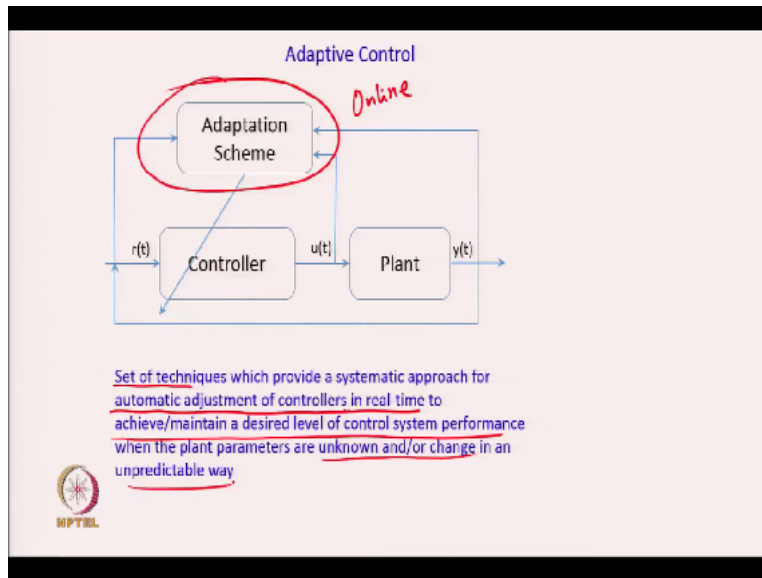 Adaptive Control
Online
Adaptation
Scheme
r(t)
Controller
u(t)
Plant
y(t)
Set of techniques which provide a systematic approach for
automatic adjustment of controllers in real time to
achieve/maintain a desired level of control system performance
when the plant parameters are unknown and/or change in an
unpredictable way
NPTEL